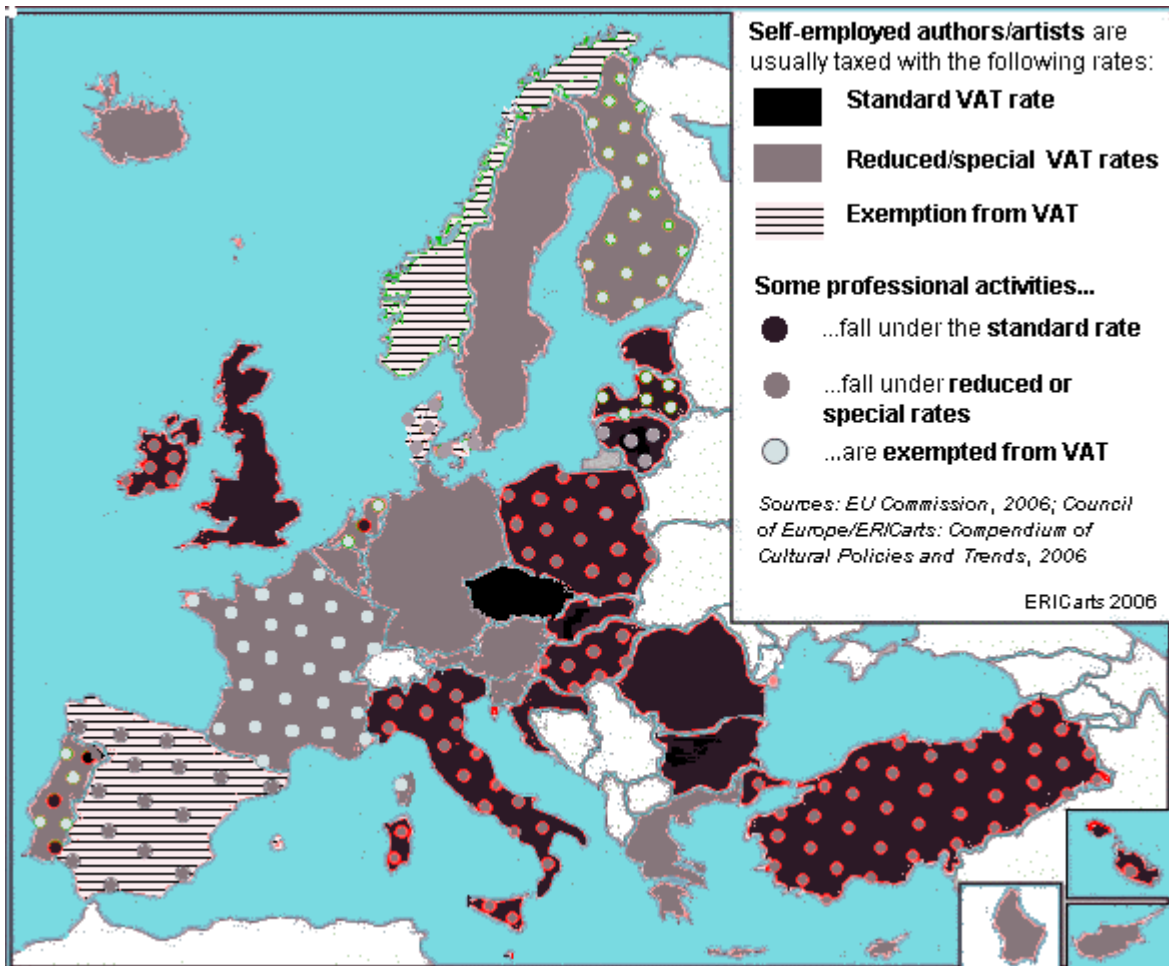 Self-employed authors/artists are
usually taxed with the following rates:
Standard VAT rate
Reduced/special VAT rates
Exemption from VAT
Some professional activities...
...fall under the standard rate
...fall under reduced or
special rates
...are exempted from VAT
Sources: EU Commission, 2006; Council
of Europe/ERICarts: Compendium of
Cultural Policies and Trends, 2006
ERICarts 2006